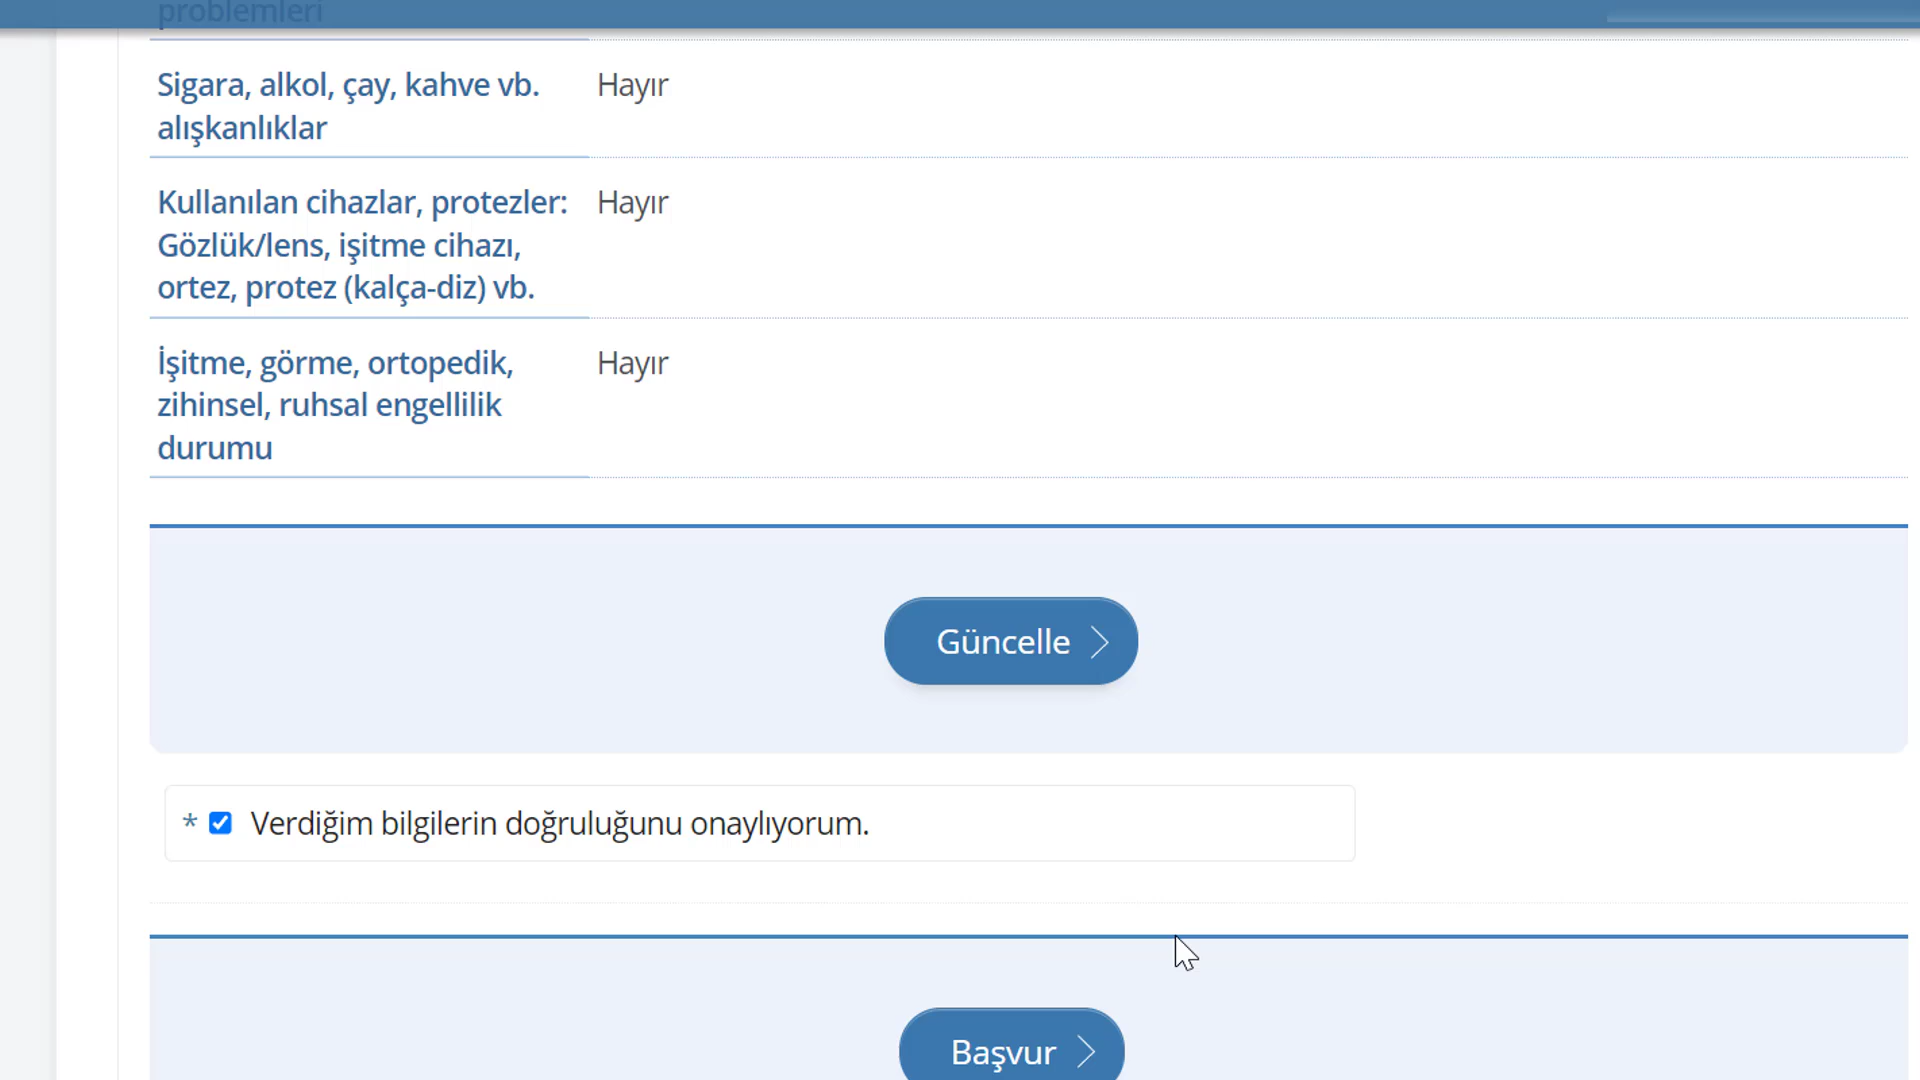 problemleri
Sigara, alkol, çay, kahve vb. Hayır
alışkanlıklar
Kullanılan cihazlar, protezler: Hayır
Gözlük/lens, işitme cihazı,
ortez, protez (kalça-diz) vb.
İşitme, görme, ortopedik, Hayır
zihinsel, ruhsal engellilik
durumu
Güncelle
* Verdiğim bilgilerin doğruluğunu onaylıyorum.
Başvur